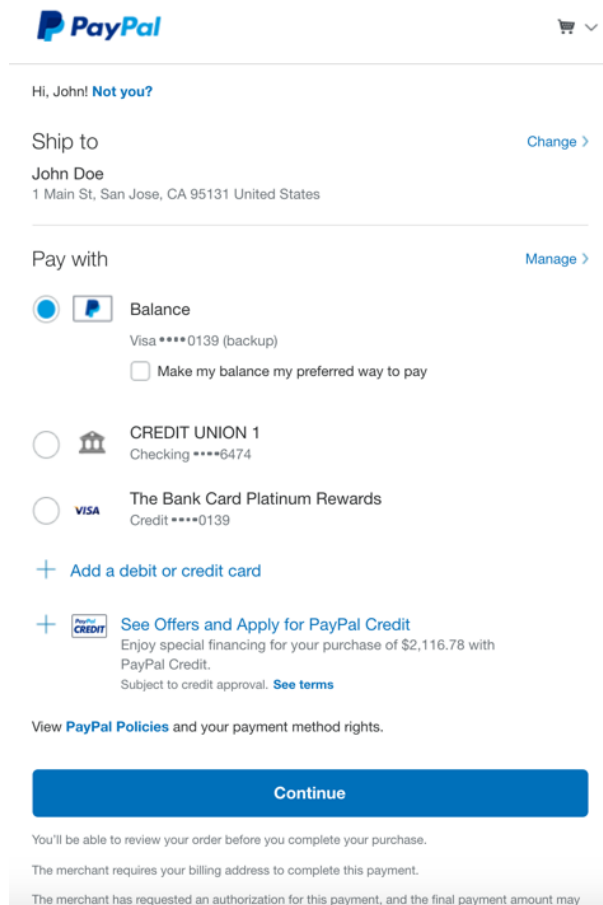 PayPal
Hi, John! Not you?
Ship to
Change >
John Doe
1 Main St, San Jose, CA 95131 United States
Pay with
Manage >
Balance
Visa ••••0139 (backup)
Make my balance my preferred way to pay
CREDIT UNION 1
Checking ••••6474
VISA
The Bank Card Platinum Rewards
Credit ••••0139
+ Add a debit or credit card
+ PayPal CREDIT
See Offers and Apply for PayPal Credit
Enjoy special financing for your purchase of $2,116.78 with
PayPal Credit.
Subject to credit approval. See terms
View PayPal Policies and your payment method rights.
Continue
You'll be able to review your order before you complete your purchase.
The merchant requires your billing address to complete this payment.
The merchant has requested an authorization for this payment, and the final payment amount may